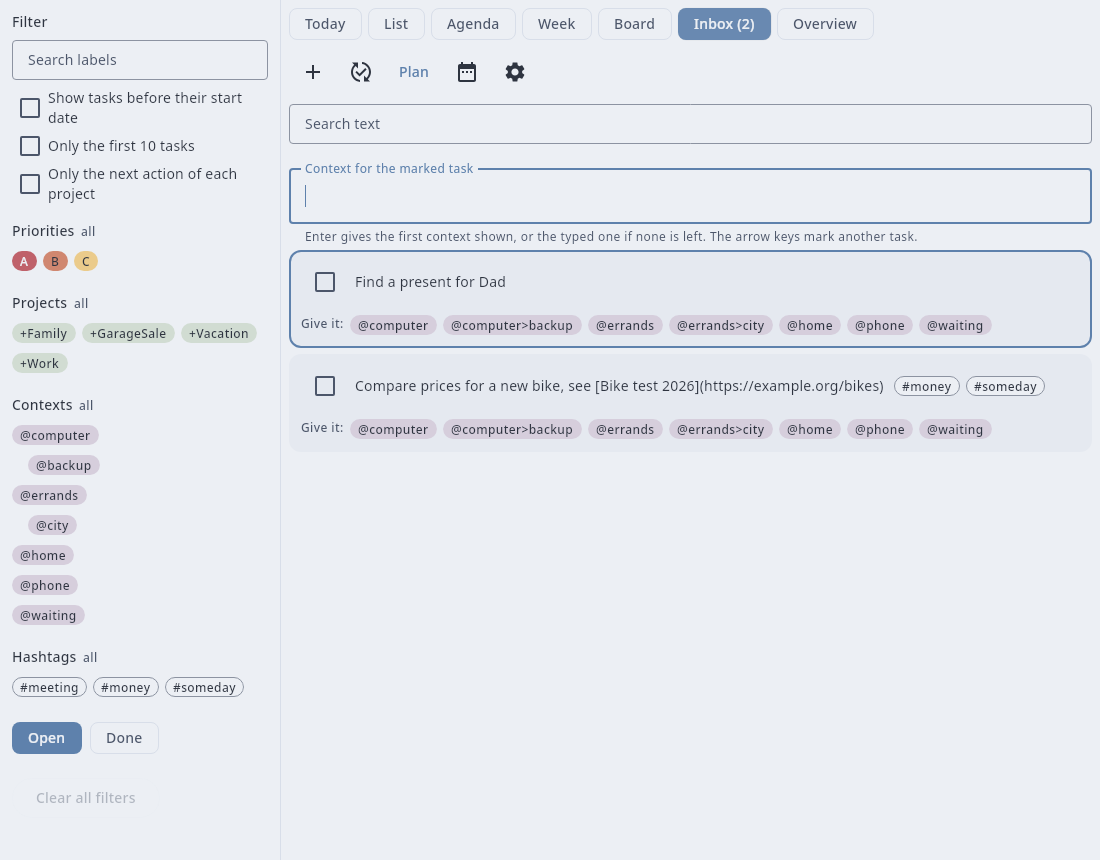 Filter
Search labels
Show tasks before their start
date
Only the first 10 tasks
Only the next action of each
project
Priorities all
A B C
Projects all
+Family +GarageSale +Vacation
+Work
Contexts all
@computer
@backup
@errands
@city
@home
@phone
@waiting
Hashtags all
#meeting #money #someday
Open Done
Clear all filters
Today List Agenda Week Board Inbox (2) Overview
Plan
Search text
Context for the marked task
Enter gives the first context shown, or the typed one if none is left. The arrow keys mark another task.
Find a present for Dad
Give it: @computer @computer>backup @errands @errands>city @home @phone @waiting
Compare prices for a new bike, see [Bike test 2026](https://example.org/bikes) #money #someday
Give it: @computer @computer>backup @errands @errands>city @home @phone @waiting